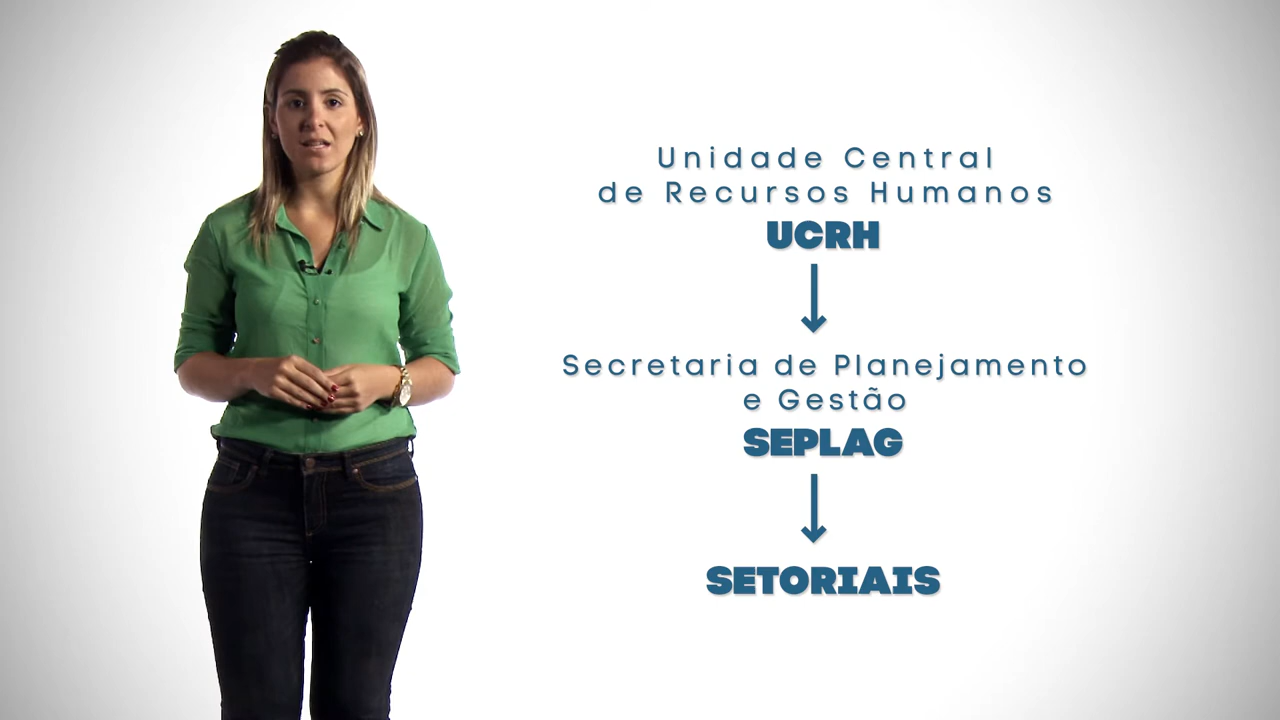 Unidade Central
de Recursos Humanos
UCRH
Secretaria de Planejamento
e Gestão
SEPLAG
SETORIAIS